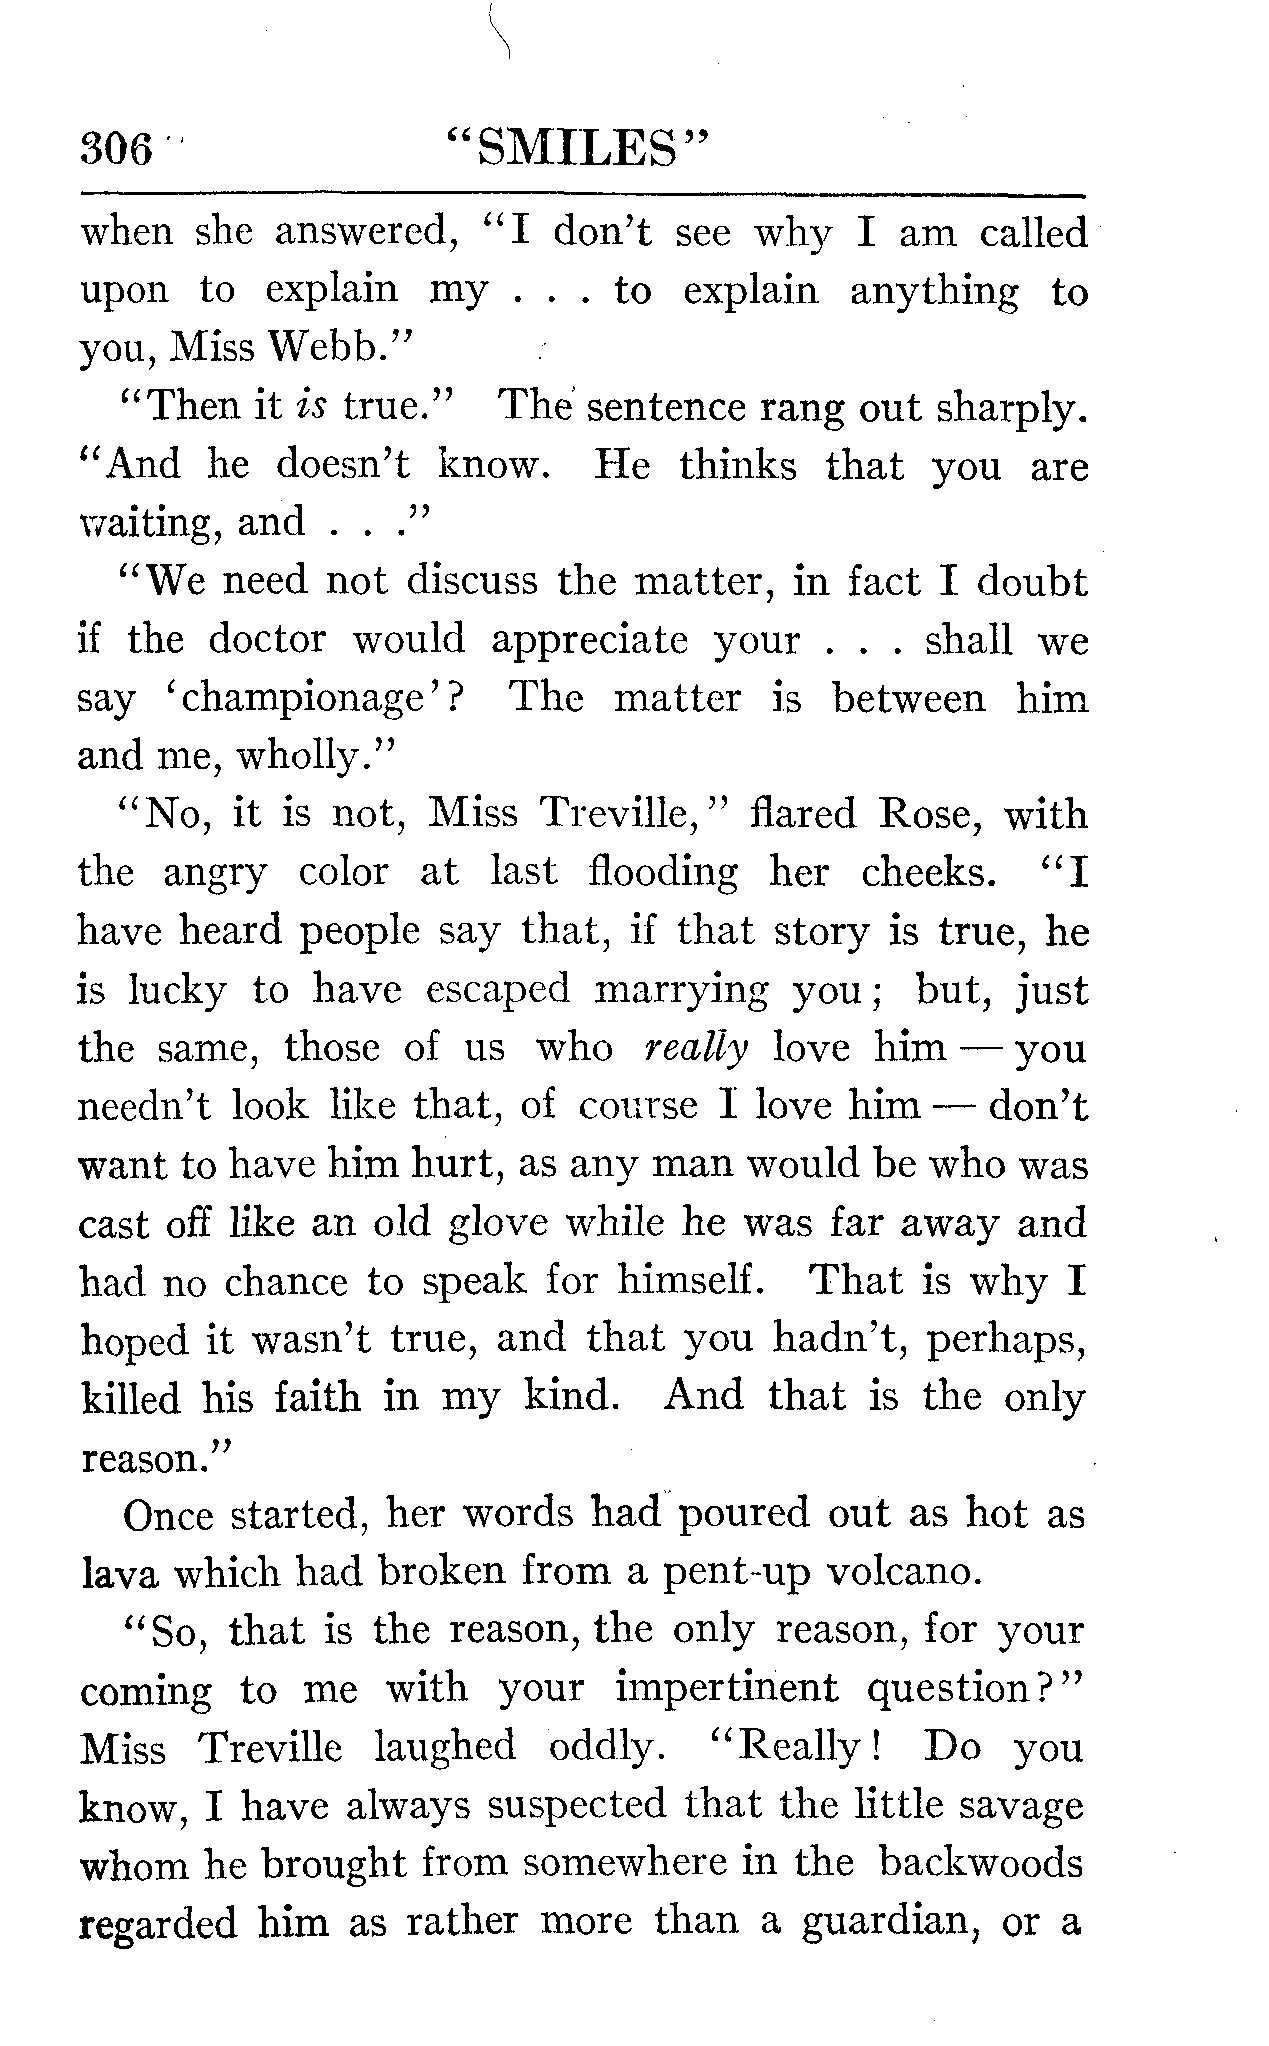 306 "SMILES"
when she answered, "I don't see why I am called
upon to explain my . . . to explain anything to
you, Miss Webb."
"Then it is true." The sentence rang out sharply.
"And he doesn't know. He thinks that you are
waiting, and . . ."
"We need not discuss the matter, in fact I doubt
if the doctor would appreciate your . . . shall we
say 'championage'? The matter is between him
and me, wholly."
"No, it is not, Miss Treville," flared Rose, with
the angry color at last flooding her cheeks. "I
have heard people say that, if that story is true, he
is lucky to have escaped marrying you; but, just
the same, those of us who really love him — you
needn't look like that, of course I love him — don't
want to have him hurt, as any man would be who was
cast off like an old glove while he was far away and
had no chance to speak for himself. That is why I
hoped it wasn't true, and that you hadn't, perhaps,
killed his faith in my kind. And that is the only
reason."
Once started, her words had poured out as hot as
lava which had broken from a pent-up volcano.
"So, that is the reason, the only reason, for your
coming to me with your impertinent question?"
Miss Treville laughed oddly. "Really! Do you
know, I have always suspected that the little savage
whom he brought from somewhere in the backwoods
regarded him as rather more than a guardian, or a